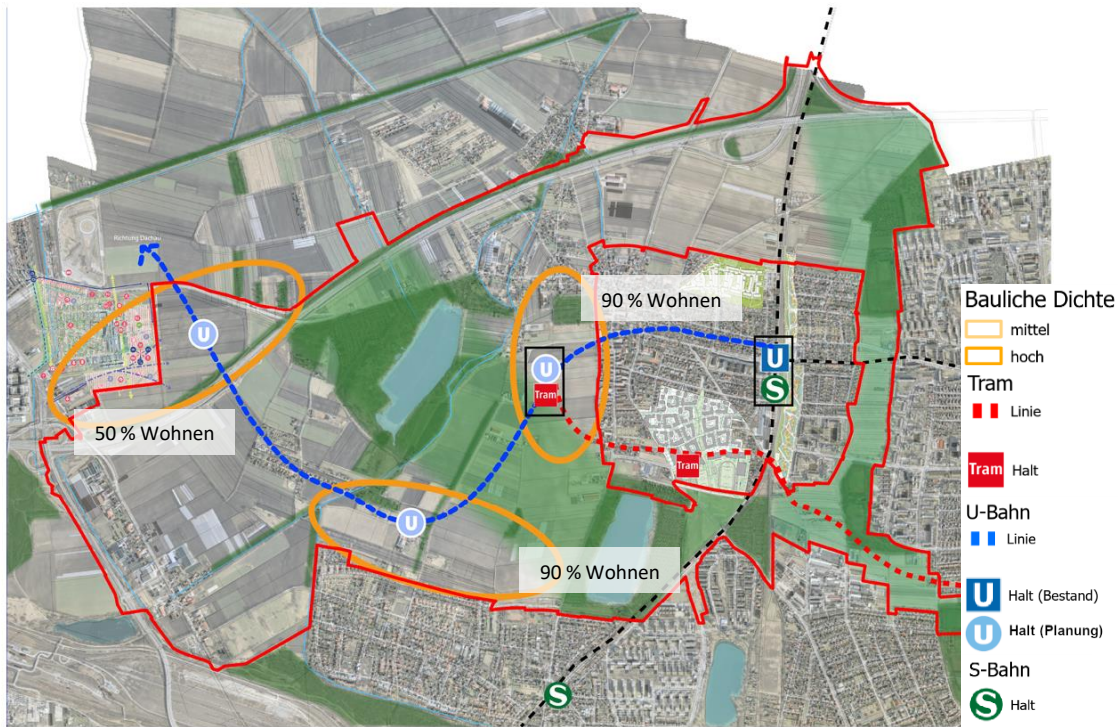 Richtung Dachau
90 % Wohnen
U
U
Tram
U
S
50 % Wohnen
Tram
U
90 % Wohnen
S
Bauliche Dichte
mittel
hoch
Tram
Linie
Tram Halt
U-Bahn
Linie
U Halt (Bestand)
U Halt (Planung)
S-Bahn
S Halt